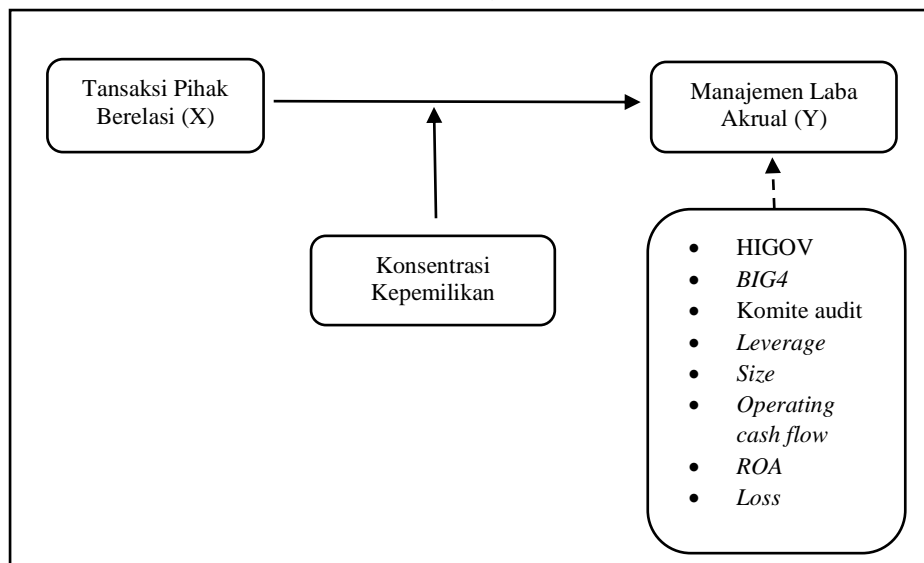 Tansaksi Pihak
Berelasi (X)
Manajemen Laba
Akrual (Y)
Konsentrasi
Kepemilikan
• HIGOV
• BIG4
• Komite audit
• Leverage
• Size
• Operating
cash flow
• ROA
• Loss